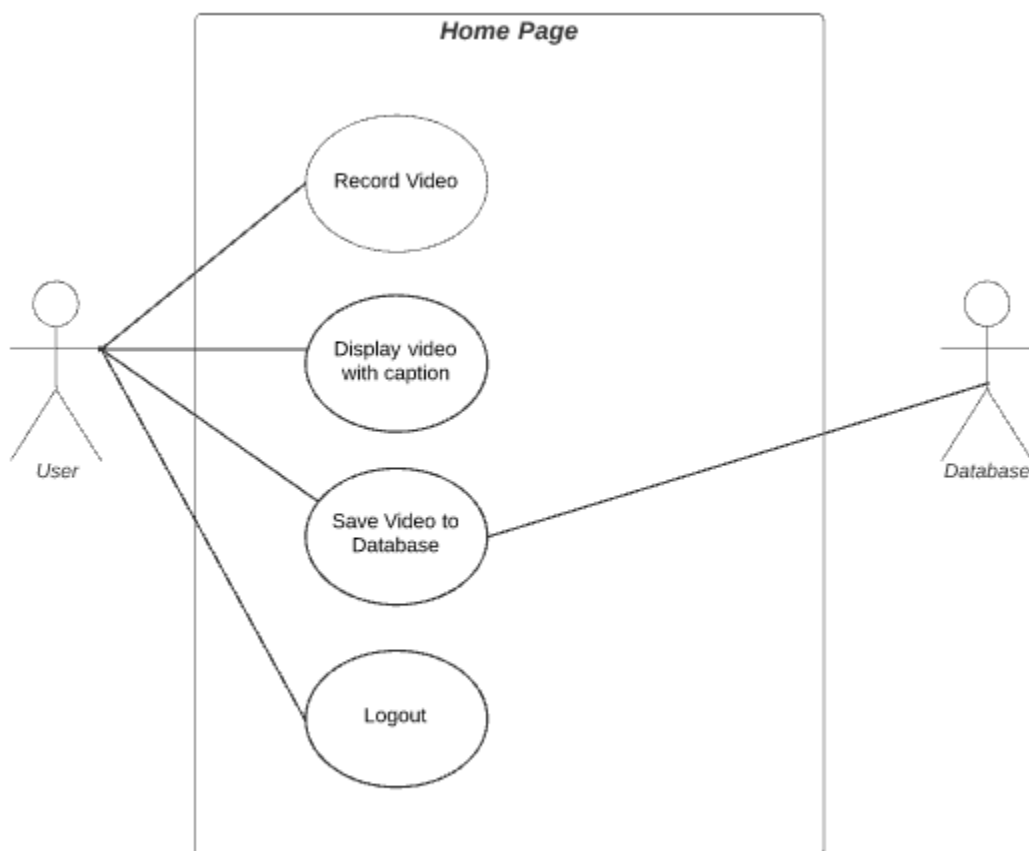 Home Page
Record Video
Display video
with caption
User
Database
Save Video to
Database
Logout